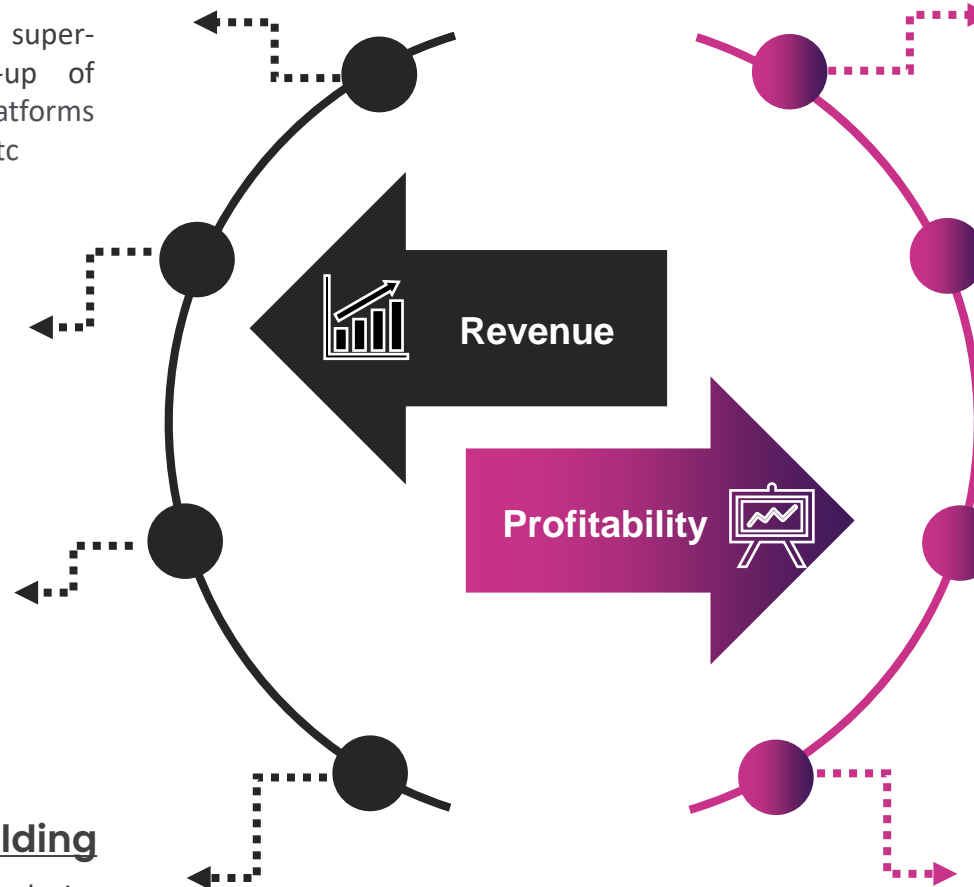 super-
-up of
atforms
tc
Revenue
Profitability
lding